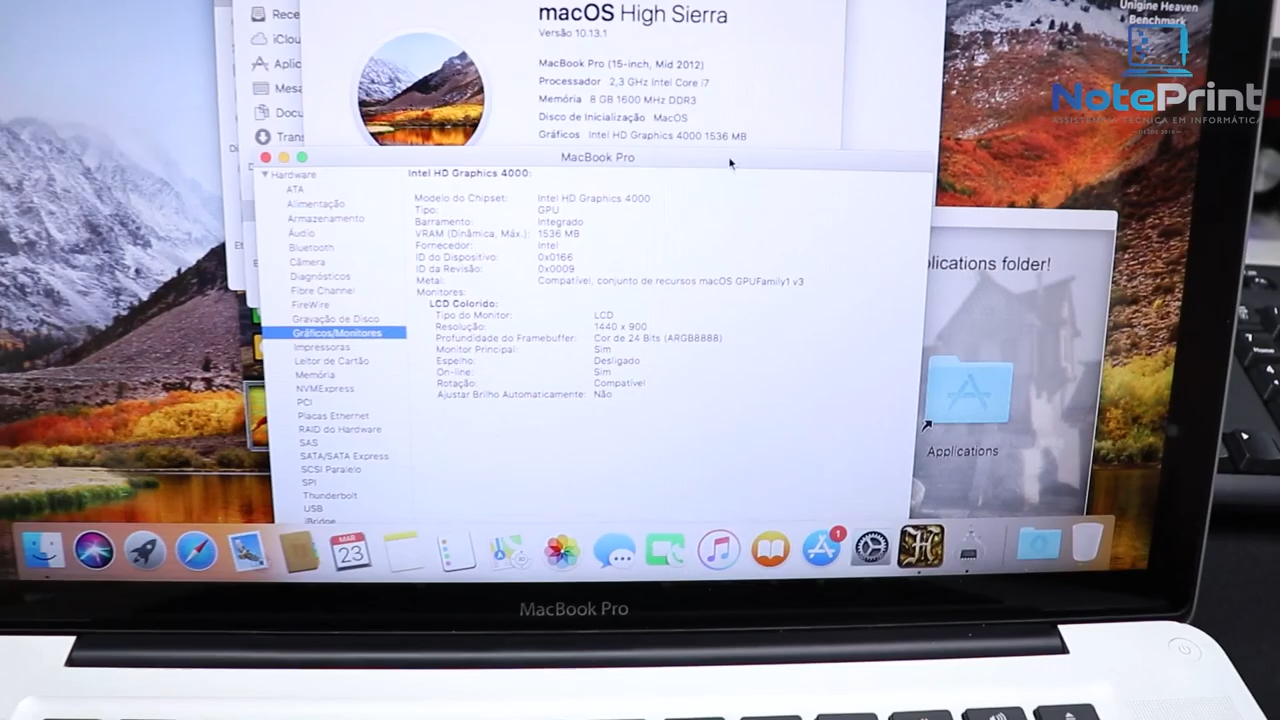 Unigine Heaven
Benchmark
NotePrint
ASSISTÊNCIA TÉCNICA EM INFORMÁTICA
macOS High Sierra
Versão 10.13.1
MacBook Pro (15-inch, Mid 2012)
Processador 2,3 GHz Intel Core i7
Memória 8 GB 1600 MHz DDR3
Disco de Inicialização MacOS
Gráficos Intel HD Graphics 4000 1536 MB
MacBook Pro
Hardware
ATA
Alimentação
Armazenamento
Áudio
Bluetooth
Câmera
Diagnósticos
Fibre Channel
FireWire
Gravação de Disco
Gráficos/Monitores
Impressoras
Leitor de Cartão
Memória
NVMExpress
PCI
Placas Ethernet
RAID do Hardware
SAS
SATA/SATA Express
SCSI Paralelo
SPI
Thunderbolt
USB
iBridge
Intel HD Graphics 4000:
Modelo do Chipset: Intel HD Graphics 4000
Tipo: GPU
Barramento: Integrado
VRAM (Dinâmica, Máx.): 1536 MB
Fornecedor: Intel
ID do Dispositivo: 0x0166
ID da Revisão: 0x0009
Metal: Compatível, conjunto de recursos macOS GPUFamily1 v3
Monitores:
LCD Colorido:
Tipo do Monitor: LCD
Resolução: 1440 x 900
Profundidade do Framebuffer: Cor de 24 Bits (ARGB8888)
Monitor Principal: Sim
Espelho: Desligado
On-line: Sim
Rotação: Compatível
Ajustar Brilho Automaticamente: Não
plications folder!
Applications
MAR
23
1
MacBook Pro